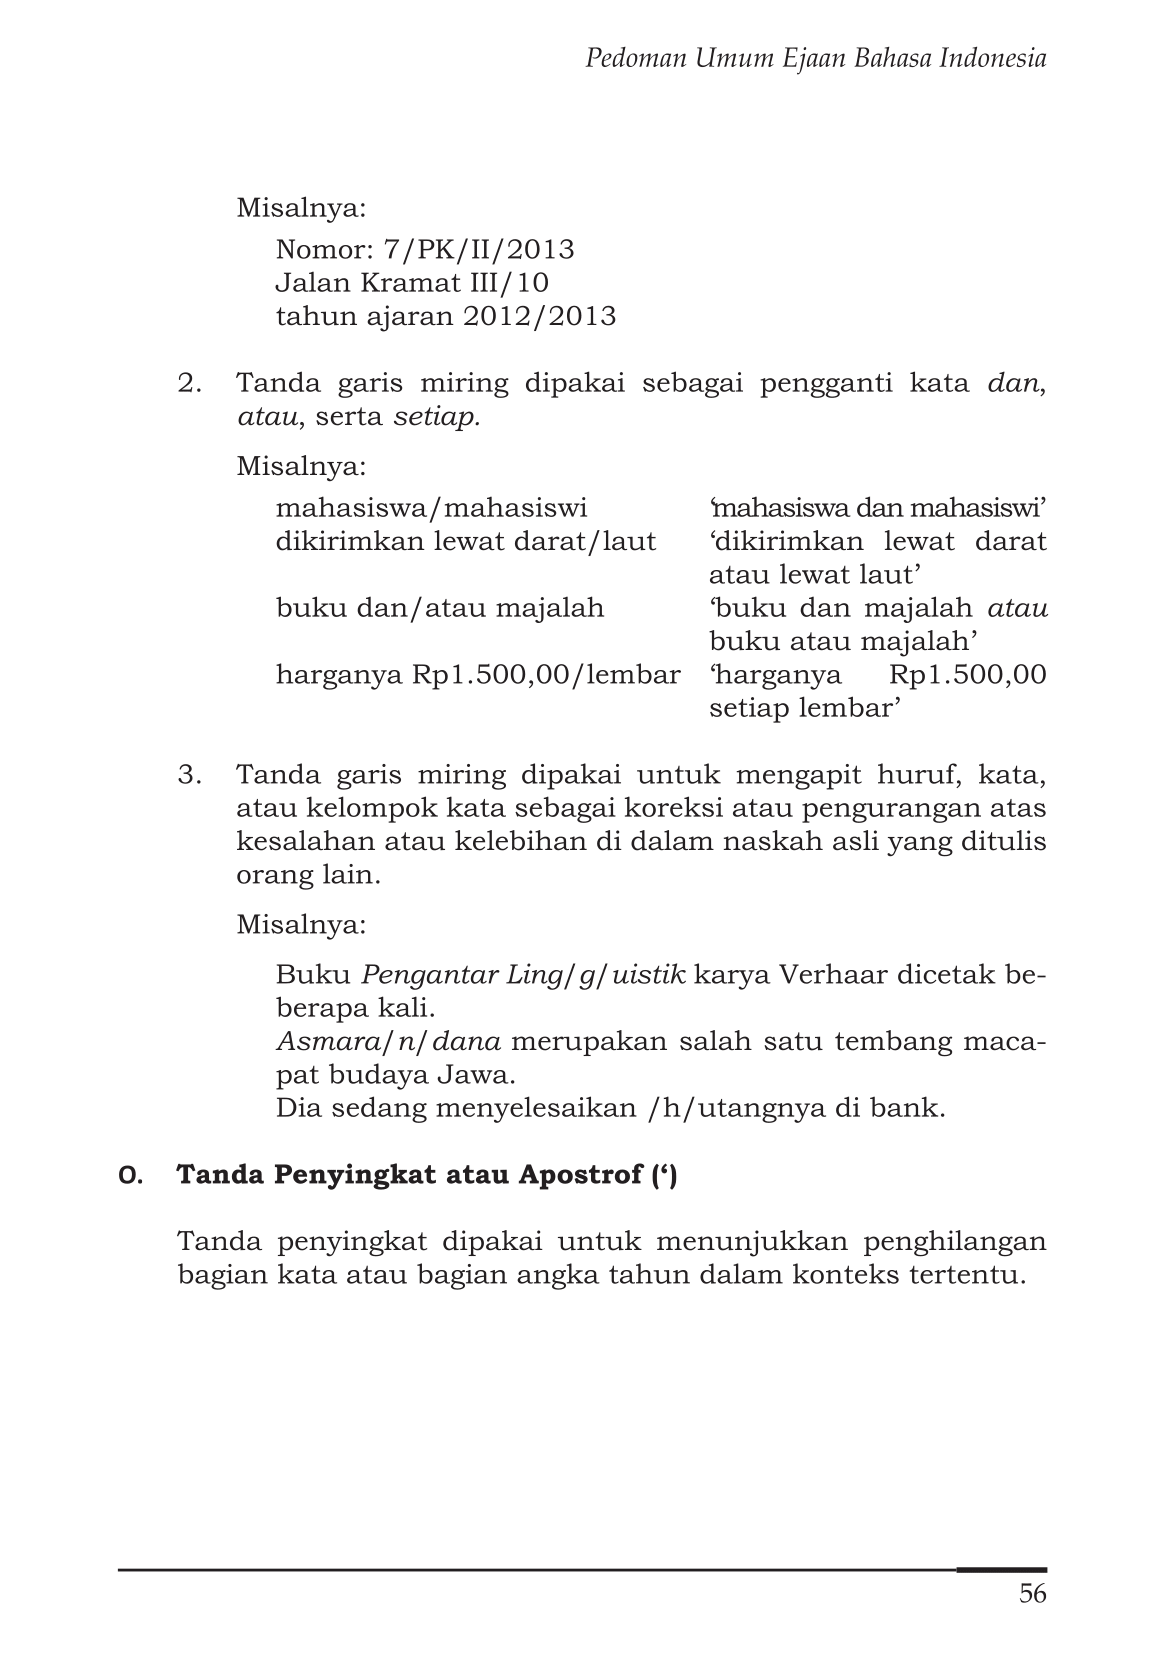 Pedoman Umum Ejaan Bahasa Indonesia
Misalnya:
Nomor: 7/PK/II/2013
Jalan Kramat III/10
tahun ajaran 2012/2013
2. Tanda garis miring dipakai sebagai pengganti kata dan,
atau, serta setiap.
Misalnya:
mahasiswa/mahasiswi ‘mahasiswa dan mahasiswi’
dikirimkan lewat darat/laut ‘dikirimkan lewat darat
atau lewat laut’
buku dan/atau majalah ‘buku dan majalah atau
buku atau majalah’
harganya Rp1.500,00/lembar ‘harganya Rp1.500,00
setiap lembar’
3. Tanda garis miring dipakai untuk mengapit huruf, kata,
atau kelompok kata sebagai koreksi atau pengurangan atas
kesalahan atau kelebihan di dalam naskah asli yang ditulis
orang lain.
Misalnya:
Buku Pengantar Ling/g/uistik karya Verhaar dicetak be-
berapa kali.
Asmara/n/dana merupakan salah satu tembang maca-
pat budaya Jawa.
Dia sedang menyelesaikan /h/utangnya di bank.
O. Tanda Penyingkat atau Apostrof (‘)
Tanda penyingkat dipakai untuk menunjukkan penghilangan
bagian kata atau bagian angka tahun dalam konteks tertentu.
56